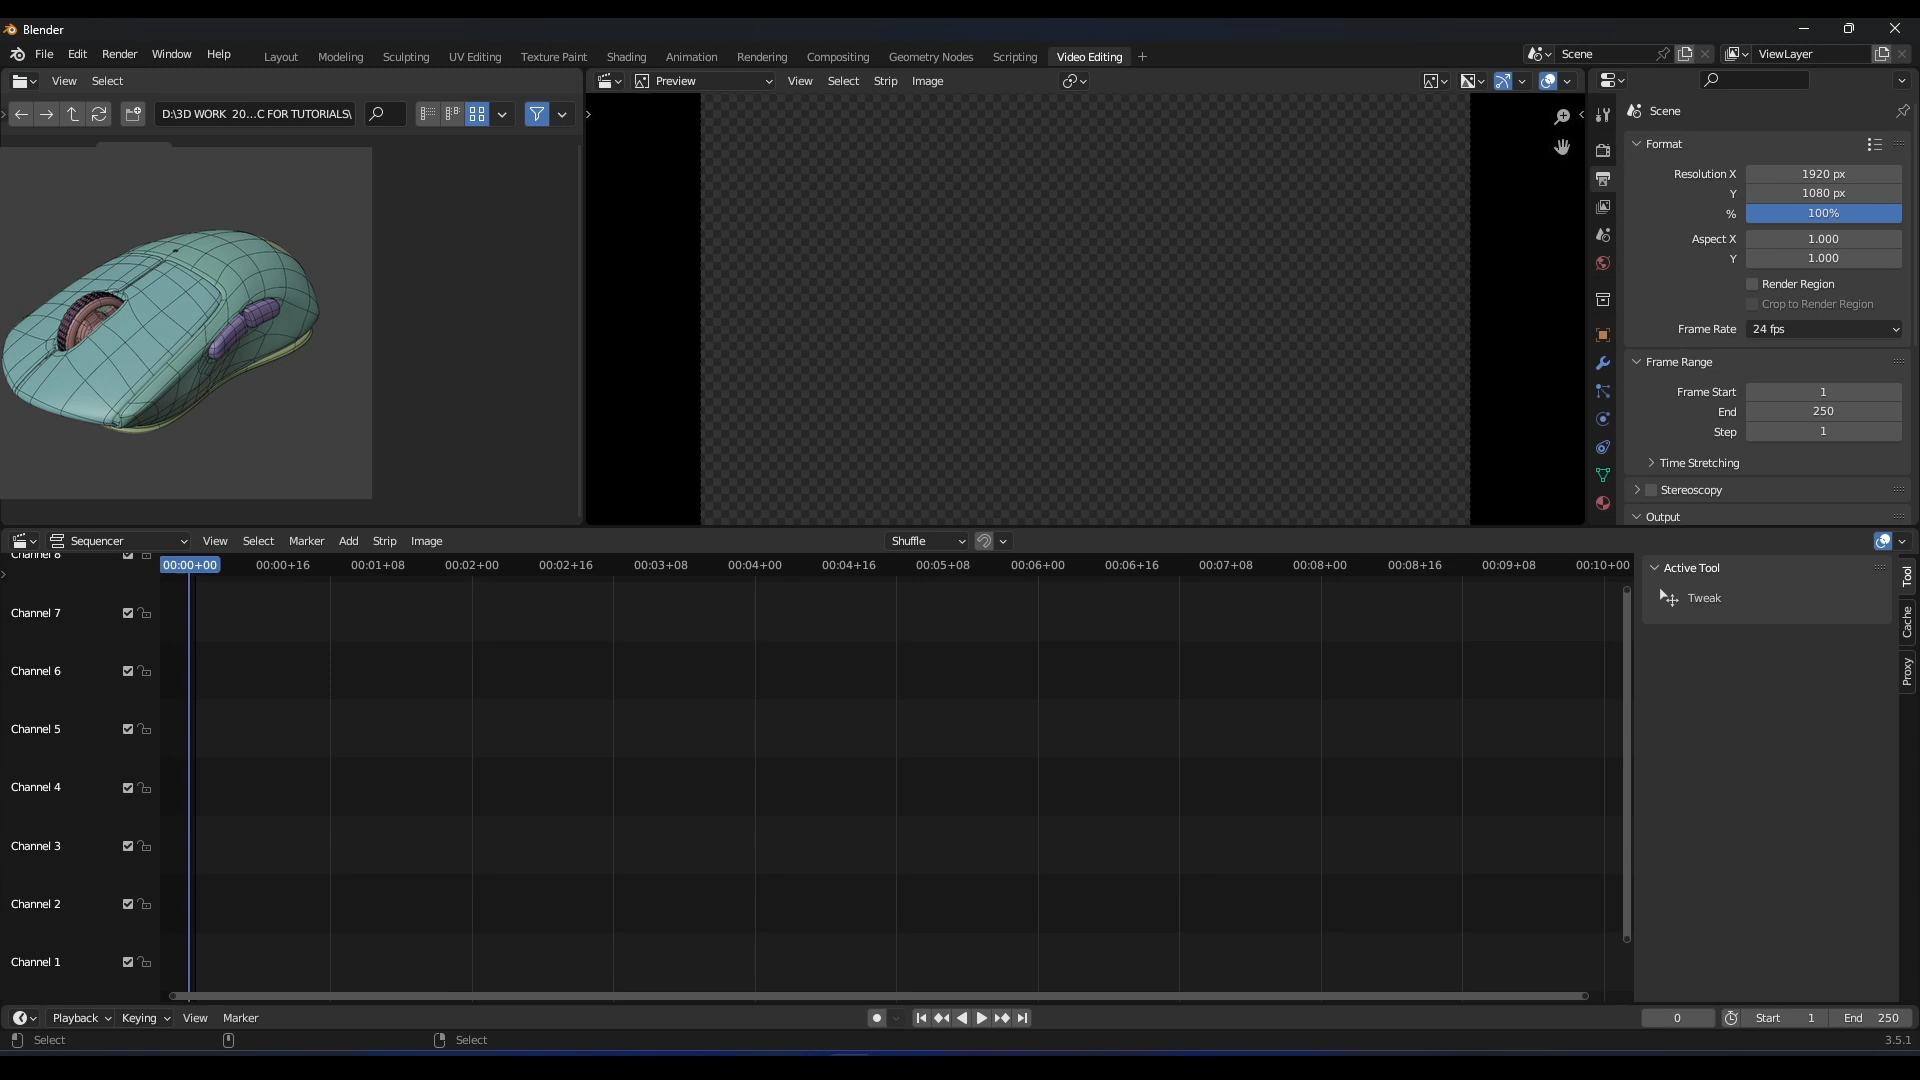 Blender
File Edit Render Window Help Layout Modeling Sculpting UV Editing Texture Paint Shading Animation Rendering Compositing Geometry Nodes Scripting Video Editing + Scene ViewLayer
View Select
Preview View Select Strip Image
D:\3D WORK 20...C FOR TUTORIALS\
Scene
Format
Resolution X 1920 px
Y 1080 px
% 100%
Aspect X 1.000
Y 1.000
Render Region
Crop to Render Region
Frame Rate 24 fps
Frame Range
Frame Start 1
End 250
Step 1
Time Stretching
Stereoscopy
Output
Sequencer View Select Marker Add Strip Image Shuffle
Channel 8
00:00+00 00:00+16 00:01+08 00:02+00 00:02+16 00:03+08 00:04+00 00:04+16 00:05+08 00:06+00 00:06+16 00:07+08 00:08+00 00:08+16 00:09+08 00:10+00
Channel 7
Channel 6
Channel 5
Channel 4
Channel 3
Channel 2
Channel 1
Active Tool
Tweak
Tool
Cache
Proxy
Playback Keying View Marker 0 Start 1 End 250
Select Select 3.5.1